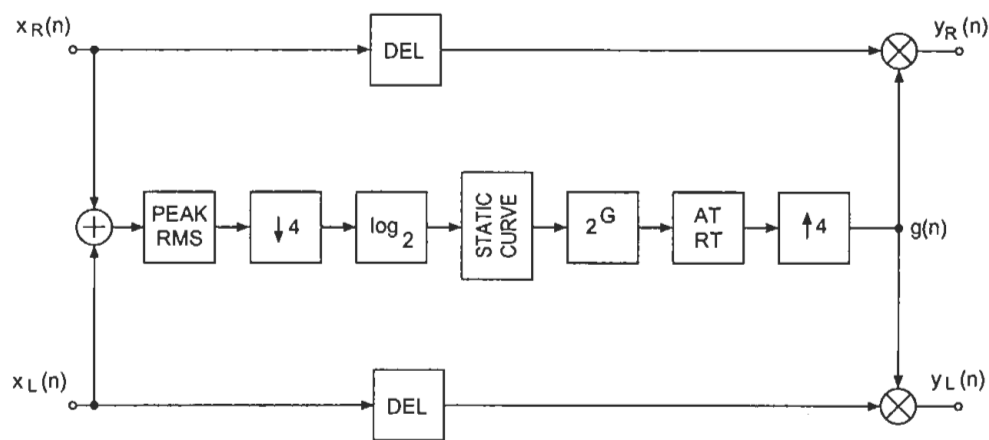 x_R(n)
DEL
y_R(n)
+
PEAK
RMS
↓4
log_2
STATIC
CURVE
2^G
AT
RT
↑4
g(n)
x_L(n)
DEL
y_L(n)